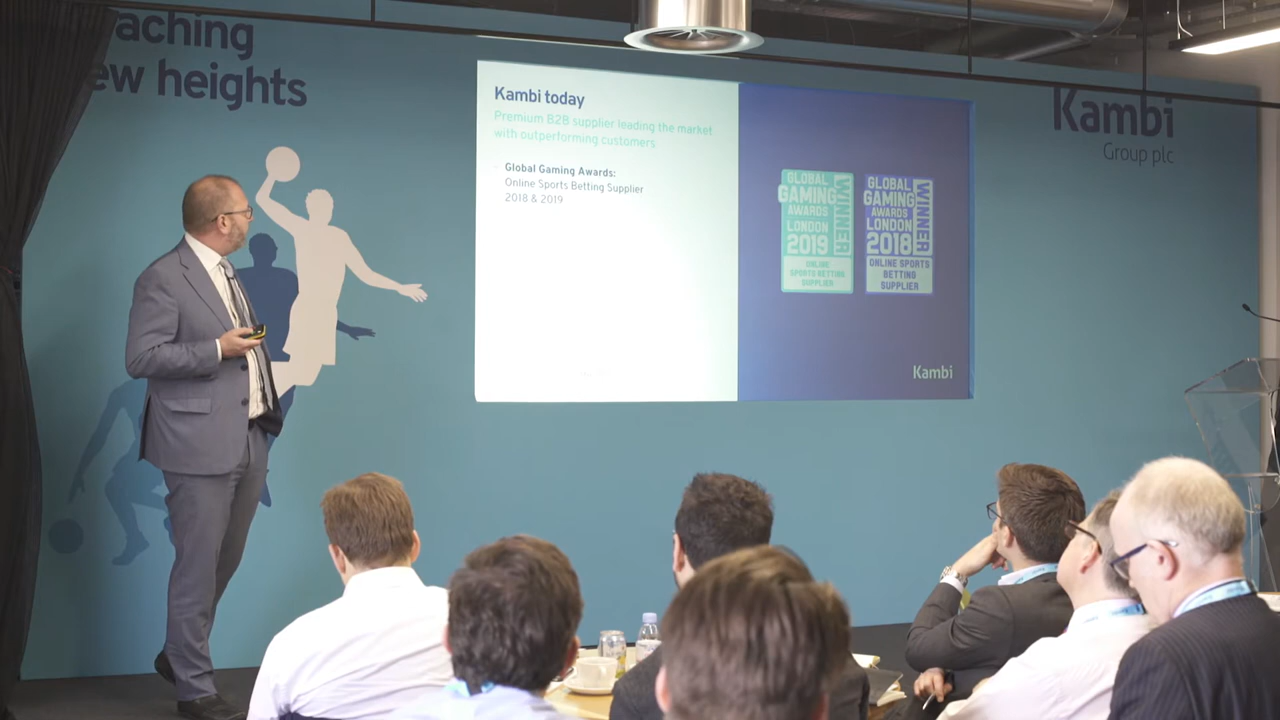 aching
ew heights
Kambi
Group plc
Kambi today
Premium B2B supplier leading the market
with outperforming customers
Global Gaming Awards:
Online Sports Betting Supplier
2018 & 2019
GLOBAL
GAMING
AWARDS
LONDON
2019
WINNER
ONLINE
SPORTS BETTING
SUPPLIER
GLOBAL
GAMING
AWARDS
LONDON
2018
WINNER
ONLINE SPORTS
BETTING
SUPPLIER
Kambi